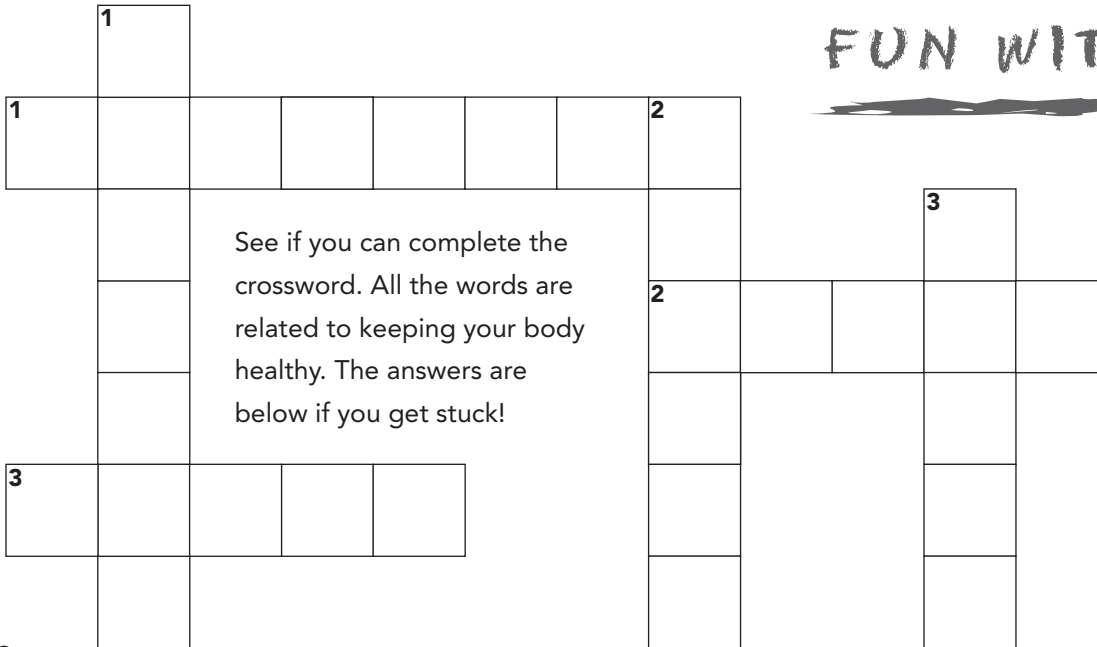 1
FUN WIT
1
2
3
See if you can complete the
crossword. All the words are
2
related to keeping your body
healthy. The answers are
below if you get stuck!
3